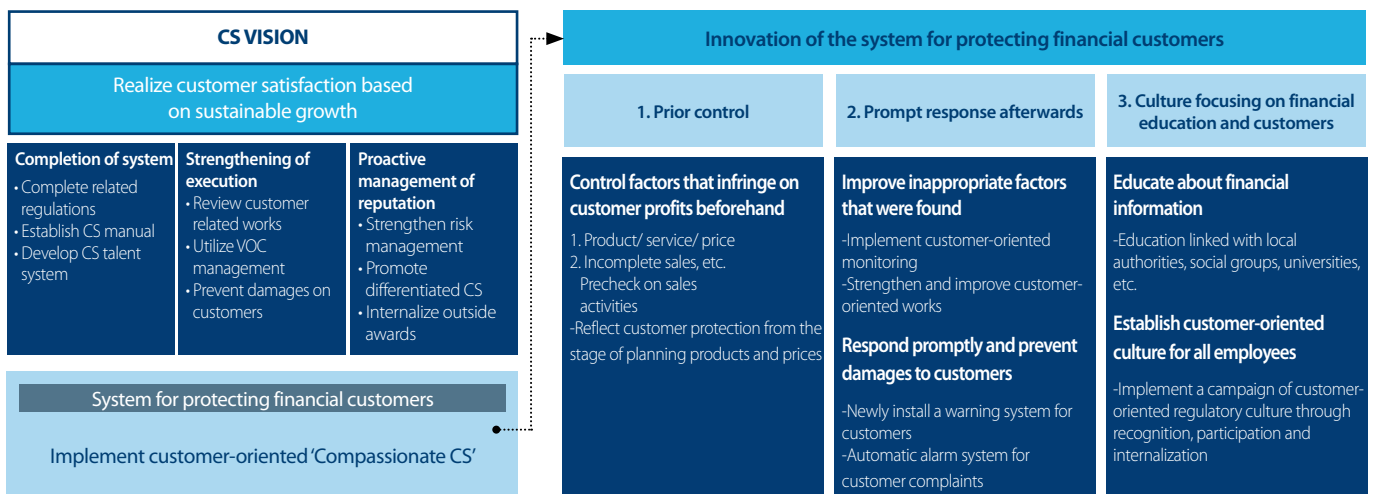 CS VISION
Realize customer satisfaction based
on sustainable growth
Completion of system
• Complete related
regulations
• Establish CS manual
• Develop CS talent
system
Strengthening of
execution
• Review customer
related works
• Utilize VOC
management
• Prevent damages on
customers
Proactive
management of
reputation
• Strengthen risk
management
• Promote
differentiated CS
• Internalize outside
awards
System for protecting financial customers
Implement customer-oriented ‘Compassionate CS’
Innovation of the system for protecting financial customers
1. Prior control
Control factors that infringe on
customer profits beforehand
1. Product/ service/ price
2. Incomplete sales, etc.
Precheck on sales
activities
-Reflect customer protection from the
stage of planning products and prices
2. Prompt response afterwards
Improve inappropriate factors
that were found
-Implement customer-oriented
monitoring
-Strengthen and improve customer-
oriented works
Respond promptly and prevent
damages to customers
-Newly install a warning system for
customers
-Automatic alarm system for
customer complaints
3. Culture focusing on financial
education and customers
Educate about financial
information
-Education linked with local
authorities, social groups, universities,
etc.
Establish customer-oriented
culture for all employees
-Implement a campaign of customer-
oriented regulatory culture through
recognition, participation and
internalization